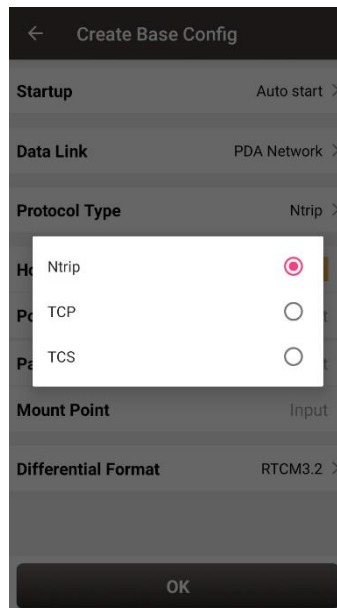 Create Base Config
Startup Auto start
Data Link PDA Network
Protocol Type Ntrip
Ntrip
TCP
TCS
Mount Point Input
Differential Format RTCM3.2
OK